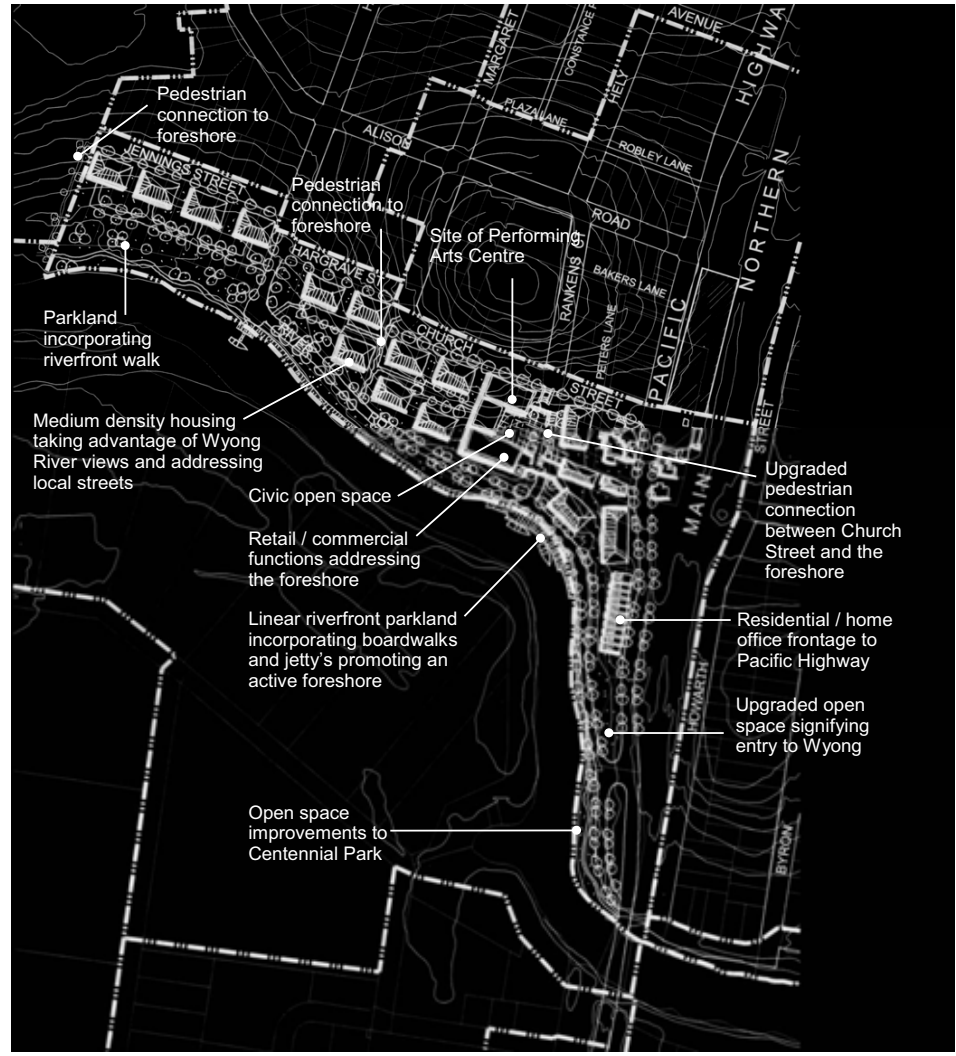 AVENUE
HIGHWAY
MARGARET
CONSTANCE
HELY
PLAZA LANE
Pedestrian
connection to
foreshore
ALISON
ROBLEY LANE
JENNINGS STREET
NORTHERN
Pedestrian
connection to
foreshore
ROAD
Site of Performing
Arts Centre
HARGRAVE ST
RANKENS ST
BAKERS LANE
PETERS LANE
PACIFIC
Parkland
incorporating
riverfront walk
RIVER
CHURCH
STREET
STREET
Medium density housing
taking advantage of Wyong
River views and addressing
local streets
Civic open space
MAIN
Upgraded
pedestrian
connection
between Church
Street and the
foreshore
Retail / commercial
functions addressing
the foreshore
Linear riverfront parkland
incorporating boardwalks
and jetty's promoting an
active foreshore
Residential / home
office frontage to
Pacific Highway
HOWARTH
Upgraded open
space signifying
entry to Wyong
Open space
improvements to
Centennial Park
BYRON